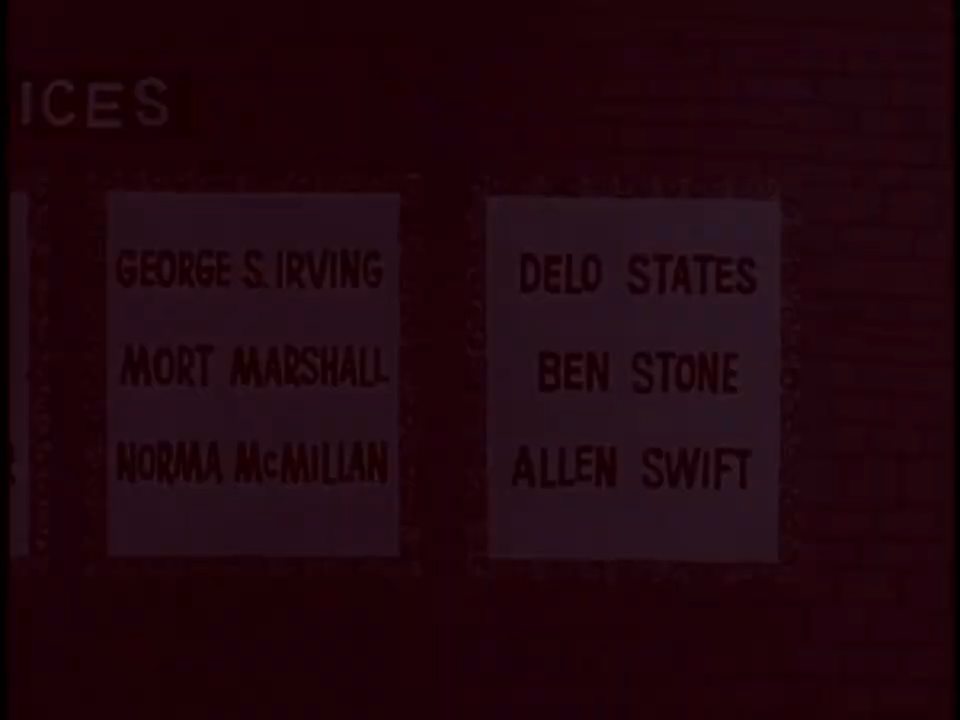 ICES
GEORGE S. IRVING
MORT MARSHALL
NORMA McMILLAN
DELO STATES
BEN STONE
ALLEN SWIFT